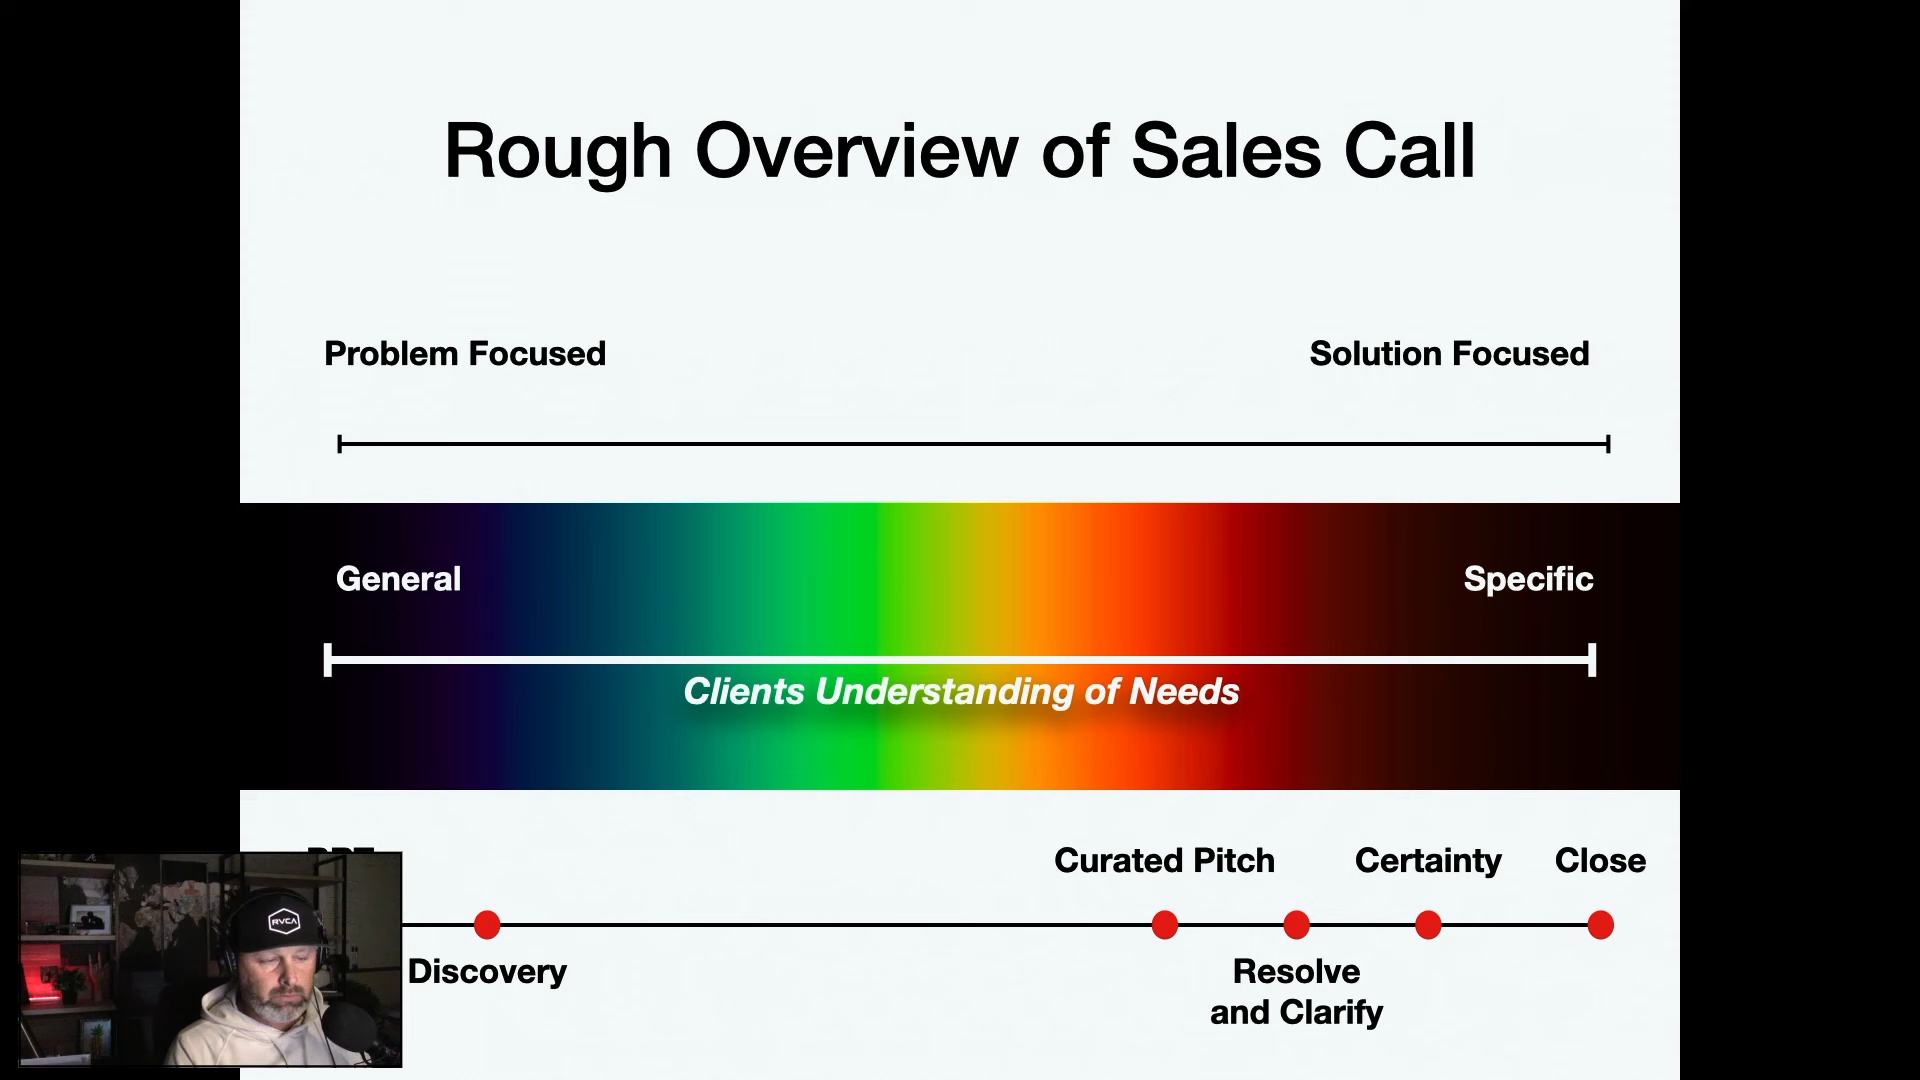 Rough Overview of Sales Call
Problem Focused
Solution Focused
General
Specific
Clients Understanding of Needs
Curated Pitch
Certainty
Close
Discovery
Resolve
and Clarify
RVCA